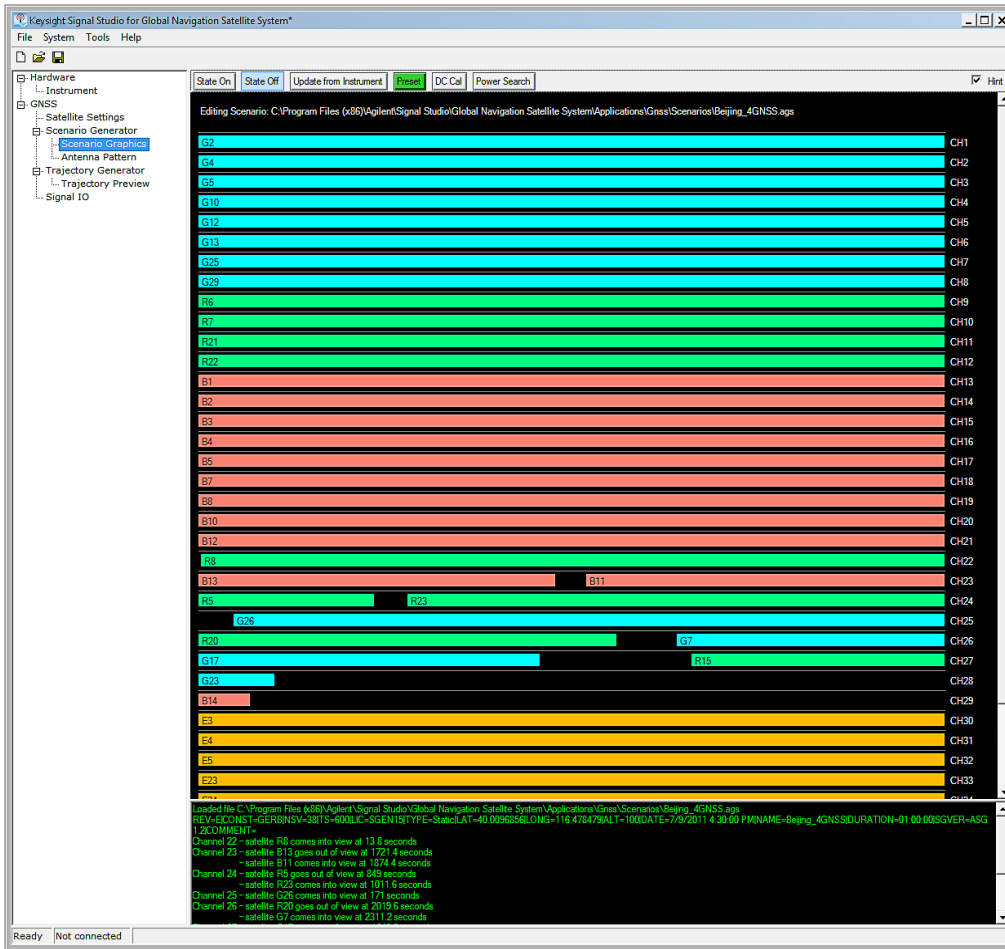 Keysight Signal Studio for Global Navigation Satellite System*
File System Tools Help
Hardware
Instrument
GNSS
Satellite Settings
Scenario Generator
Scenario Graphics
Antenna Pattern
Trajectory Generator
Trajectory Preview
Signal IO
State On State Off Update from Instrument Preset DC Cal Power Search Hint
Editing Scenario: C:\Program Files (x86)\Agilent\Signal Studio\Global Navigation Satellite System\Applications\Gnss\Scenarios\Beijing_4GNSS.ags
G2 CH1
G4 CH2
G5 CH3
G10 CH4
G12 CH5
G13 CH6
G25 CH7
G29 CH8
R6 CH9
R7 CH10
R21 CH11
R22 CH12
B1 CH13
B2 CH14
B3 CH15
B4 CH16
B5 CH17
B7 CH18
B8 CH19
B10 CH20
B12 CH21
R8 CH22
B13 B11 CH23
R5 R23 CH24
G26 CH25
R20 G7 CH26
G17 R15 CH27
G23 CH28
B14 CH29
E3 CH30
E4 CH31
E5 CH32
E23 CH33
Loaded file C:\Program Files (x86)\Agilent\Signal Studio\Global Navigation Satellite System\Applications\Gnss\Scenarios\Beijing_4GNSS.ags
REV=E|CONST=GERB|NSV=38|TS=600|LIC=SGEN15|TYPE=Static|LAT=40.0096856|LONG=116.478479|ALT=100|DATE=7/9/2011 4:30:00 PM|NAME=Beijing_4GNSS|DURATION=01:00:00|SGVER=ASG
1.2|COMMENT=
Channel 22 - satellite R8 comes into view at 13.8 seconds
Channel 23 - satellite B13 goes out of view at 1721.4 seconds
- satellite B11 comes into view at 1874.4 seconds
Channel 24 - satellite R5 goes out of view at 849 seconds
- satellite R23 comes into view at 1011.6 seconds
Channel 25 - satellite G26 comes into view at 171 seconds
Channel 26 - satellite R20 goes out of view at 2019.6 seconds
- satellite G7 comes into view at 2311.2 seconds
Ready Not connected